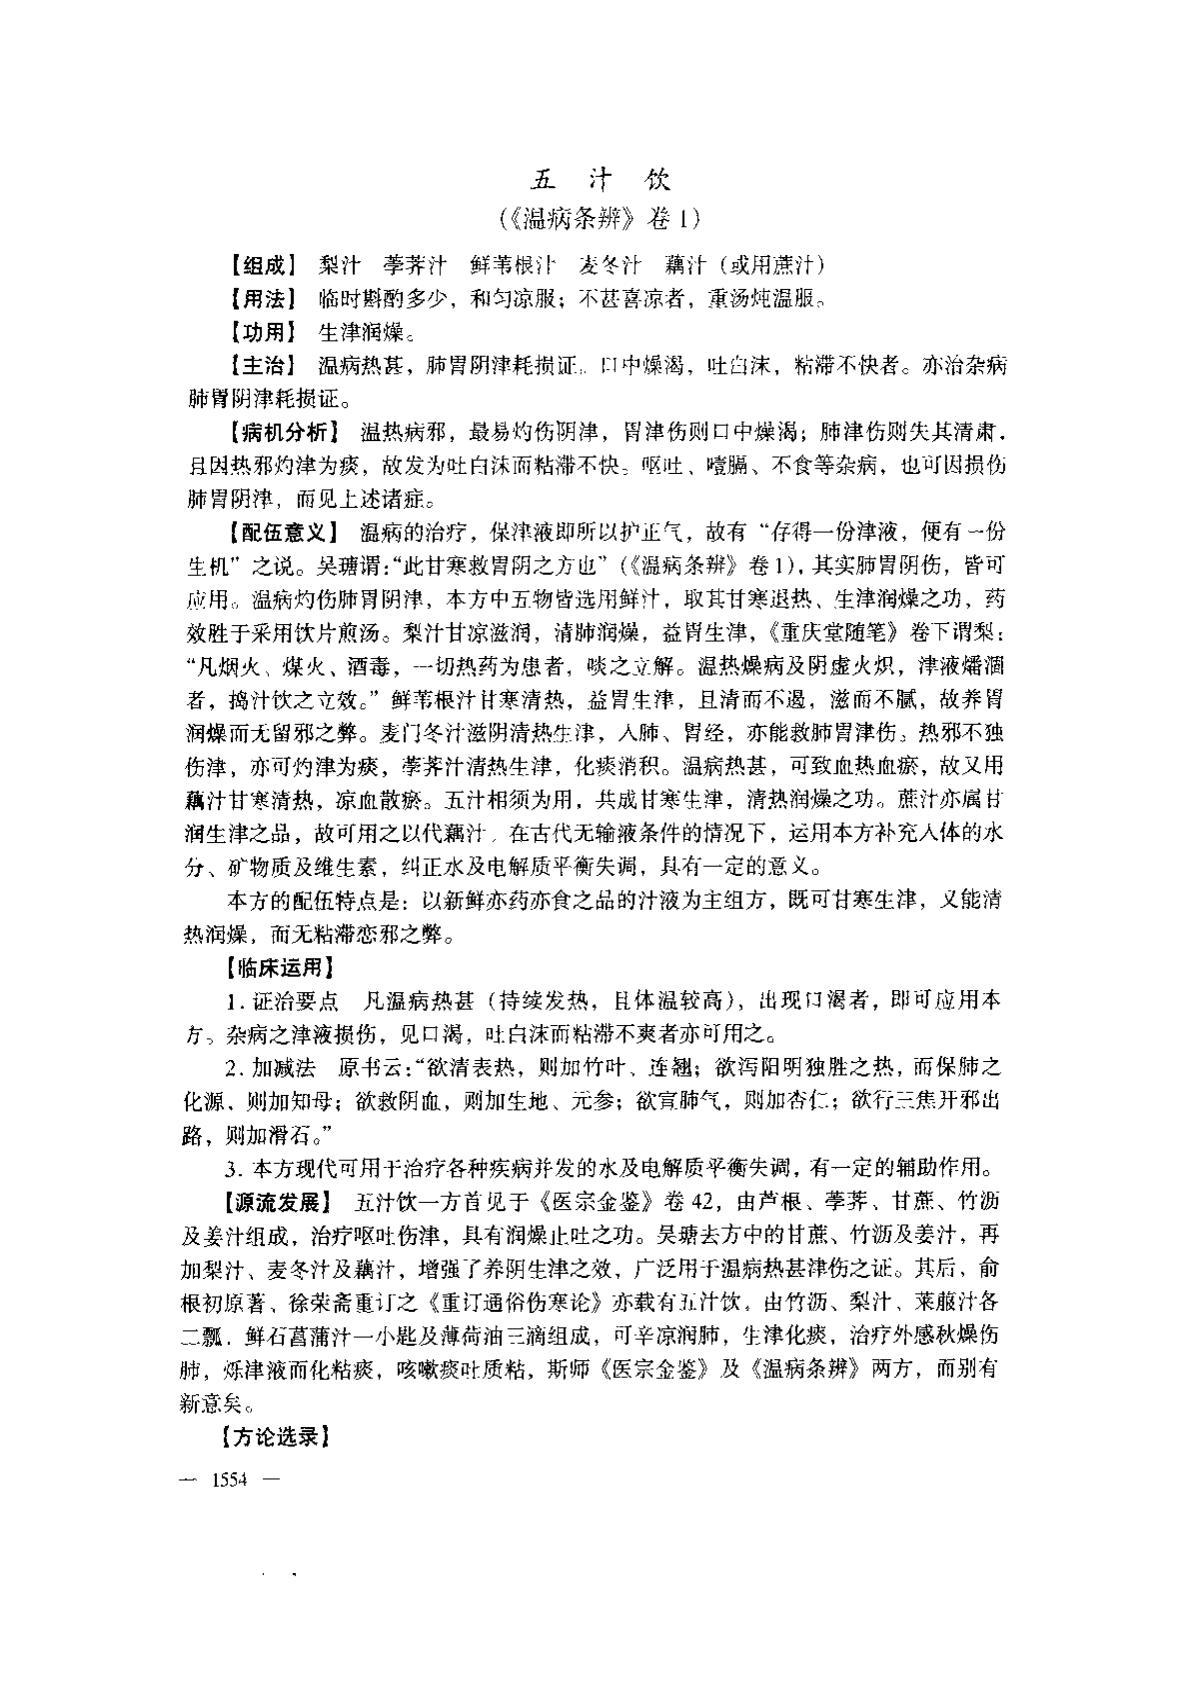 五汁饮
(《温病条辨》卷1)
【组成】 梨汁 荸荠汁 鲜苇根汁 麦冬汁 藕汁（或用蔗汁）
【用法】 临时斟酌多少，和匀凉服；不甚喜凉者，重汤炖温服。
【功用】 生津润燥。
【主治】 温病热甚，肺胃阴津耗损证。口中燥渴，吐白沫，粘滞不快者。亦治杂病
肺胃阴津耗损证。
【病机分析】 温热病邪，最易灼伤阴津，胃津伤则口中燥渴；肺津伤则失其清肃，
且因热邪灼津为痰，故发为吐白沫而粘滞不快。呕吐、噎膈、不食等杂病，也可因损伤
肺胃阴津，而见上述诸症。
【配伍意义】 温病的治疗，保津液即所以护正气，故有“存得一份津液，便有一份
生机”之说。吴瑭谓：“此甘寒救胃阴之方也”(《温病条辨》卷1)，其实肺胃阴伤，皆可
应用。温病灼伤肺胃阴津，本方中五物皆选用鲜汁，取其甘寒退热、生津润燥之功，药
效胜于采用饮片煎汤。梨汁甘凉滋润，清肺润燥，益胃生津，《重庆堂随笔》卷下谓梨：
“凡烟火、煤火、酒毒，一切热药为患者，啖之立解。温热燥病及阴虚火炽，津液燔涸
者，捣汁饮之立效。”鲜苇根汁甘寒清热，益胃生津，且清而不遏，滋而不腻，故养胃
润燥而无留邪之弊。麦门冬汁滋阴清热生津，入肺、胃经，亦能救肺胃津伤。热邪不独
伤津，亦可灼津为痰，荸荠汁清热生津，化痰消积。温病热甚，可致血热血瘀，故又用
藕汁甘寒清热，凉血散瘀。五汁相须为用，共成甘寒生津，清热润燥之功。蔗汁亦属甘
润生津之品，故可用之以代藕汁。在古代无输液条件的情况下，运用本方补充人体的水
分、矿物质及维生素，纠正水及电解质平衡失调，具有一定的意义。
本方的配伍特点是：以新鲜亦药亦食之品的汁液为主组方，既可甘寒生津，又能清
热润燥，而无粘滞恋邪之弊。
【临床运用】
1. 证治要点 凡温病热甚（持续发热，且体温较高），出现口渴者，即可应用本
方。杂病之津液损伤，见口渴，吐白沫而粘滞不爽者亦可用之。
2. 加减法 原书云：“欲清表热，则加竹叶、连翘；欲泻阳明独胜之热，而保肺之
化源，则加知母；欲救阴血，则加生地、元参；欲宣肺气，则加杏仁；欲行三焦开邪出
路，则加滑石。”
3. 本方现代可用于治疗各种疾病并发的水及电解质平衡失调，有一定的辅助作用。
【源流发展】 五汁饮一方首见于《医宗金鉴》卷 42，由芦根、荸荠、甘蔗、竹沥
及姜汁组成，治疗呕吐伤津，具有润燥止吐之功。吴瑭去方中的甘蔗、竹沥及姜汁，再
加梨汁、麦冬汁及藕汁，增强了养阴生津之效，广泛用于温病热甚津伤之证。其后，俞
根初原著、徐荣斋重订之《重订通俗伤寒论》亦载有五汁饮，由竹沥、梨汁、莱菔汁各
二瓢，鲜石菖蒲汁一小匙及薄荷油三滴组成，可辛凉润肺，生津化痰，治疗外感秋燥伤
肺，烁津液而化粘痰，咳嗽痰吐质粘，斯师《医宗金鉴》及《温病条辨》两方，而别有
新意矣。
【方论选录】
— 1554 —